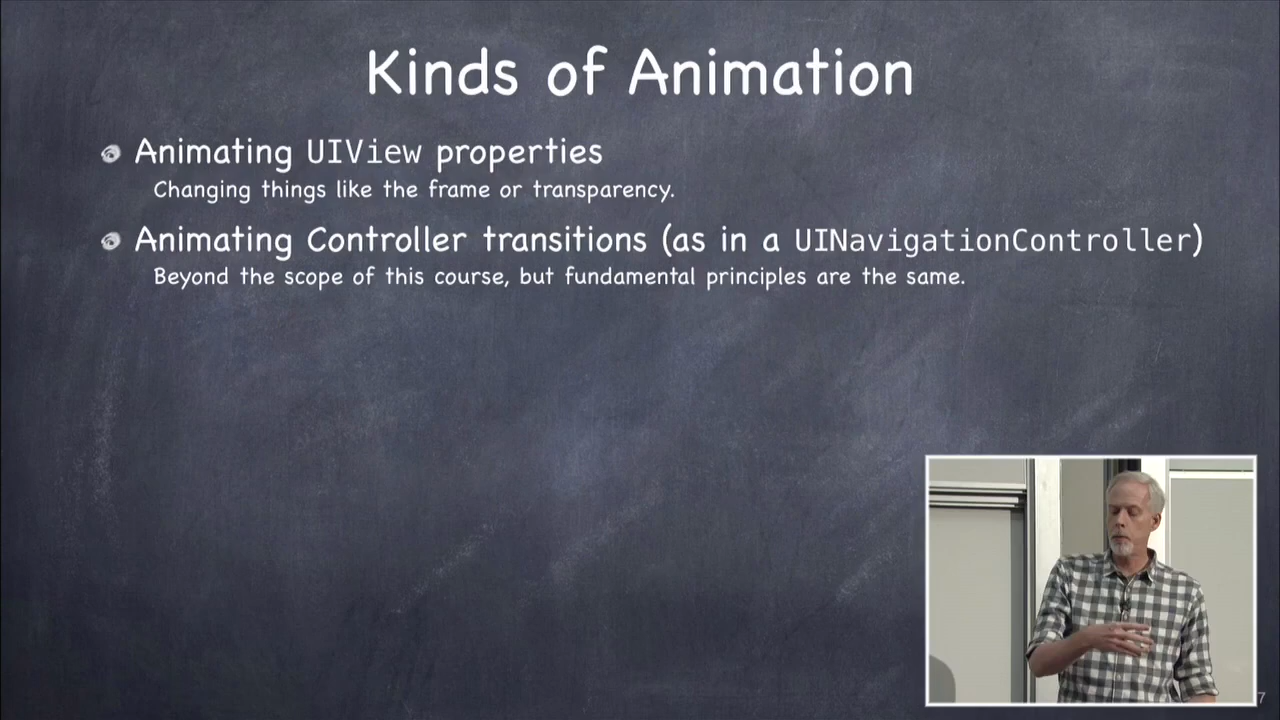 Kinds of Animation
Animating UIView properties
Changing things like the frame or transparency.
Animating Controller transitions (as in a UINavigationController)
Beyond the scope of this course, but fundamental principles are the same.